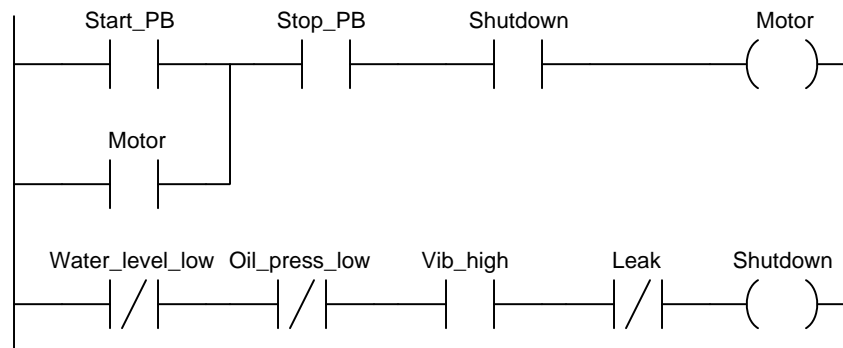 Start_PB Stop_PB Shutdown Motor
Motor
Water_level_low Oil_press_low Vib_high Leak Shutdown